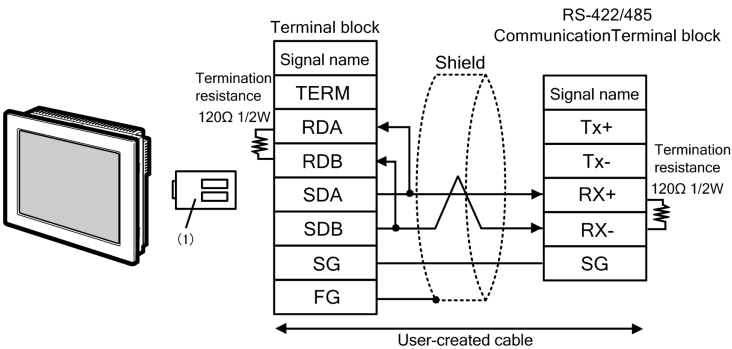 Terminal block
RS-422/485
CommunicationTerminal block
Signal name
Shield
Termination
resistance
120Ω 1/2W
TERM
RDA
RDB
SDA
SDB
SG
FG
Signal name
Tx+
Tx-
RX+
RX-
SG
Termination
resistance
120Ω 1/2W
(1)
User-created cable